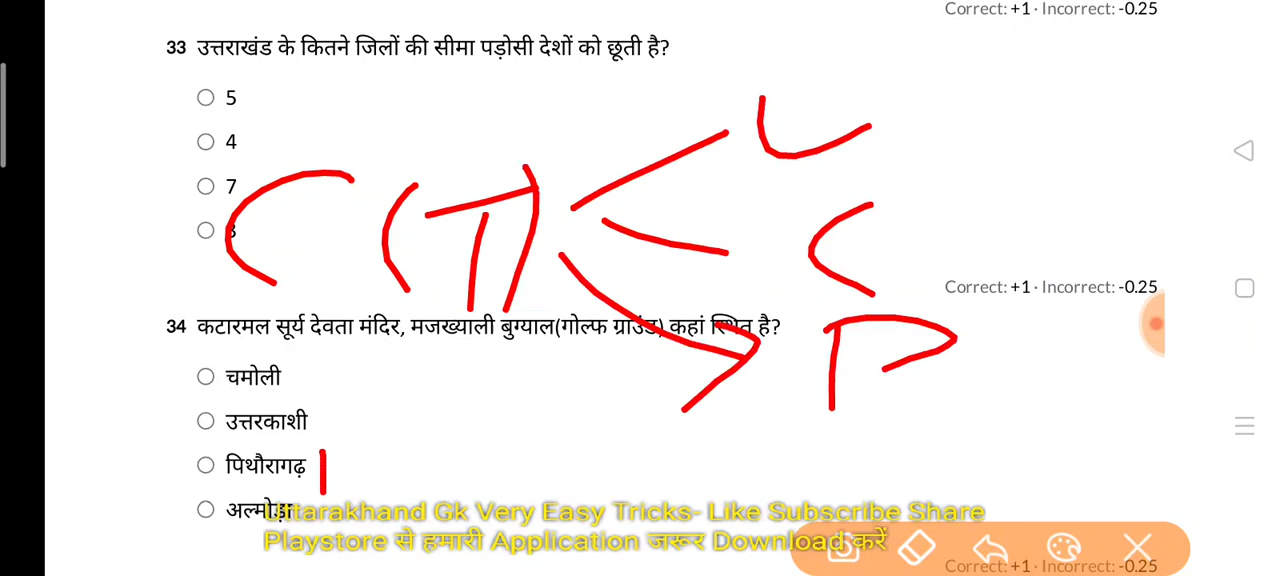 Correct: +1 · Incorrect: -0.25
33 उत्तराखंड के कितने जिलों की सीमा पड़ोसी देशों को छूती है?
5
4
7
3
C (T) U
C
P
Correct: +1 · Incorrect: -0.25
34 कटारमल सूर्य देवता मंदिर, मजख्याली बुग्याल(गोल्फ ग्राउंड) कहां स्थित है?
चमोली
उत्तरकाशी
पिथौरागढ़
अल्मोड़ा
Uttarakhand Gk Very Easy Tricks- Like Subscribe Share
Playstore से हमारी Application जरूर Download करें
Correct: +1 · Incorrect: -0.25